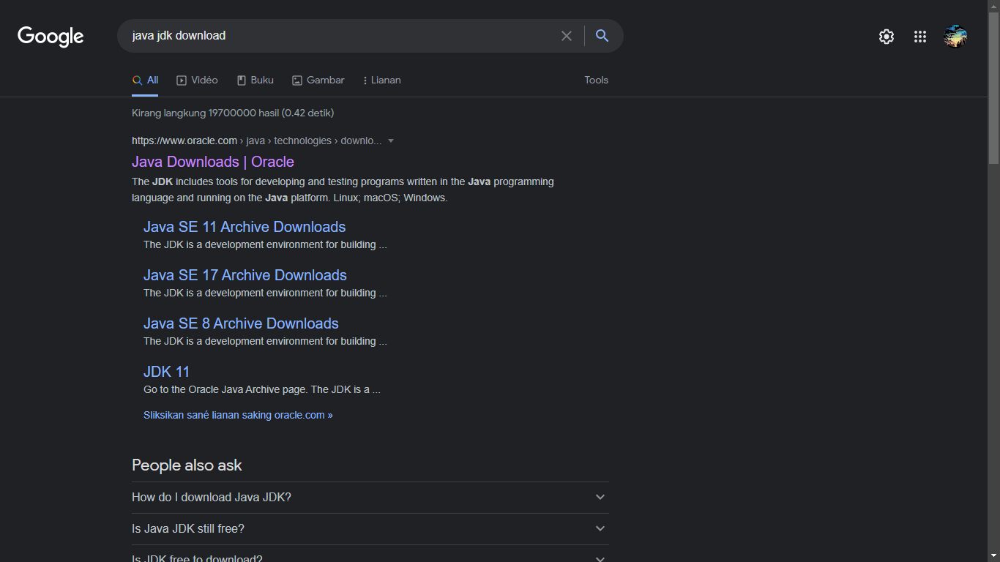 Google
java jdk download
All
Vidéo
Buku
Gambar
Lianan
Tools
Kirang langkung 19700000 hasil (0.42 detik)
https://www.oracle.com › java › technologies › downlo...
Java Downloads | Oracle
The JDK includes tools for developing and testing programs written in the Java programming
language and running on the Java platform. Linux; macOS; Windows.
Java SE 11 Archive Downloads
The JDK is a development environment for building ...
Java SE 17 Archive Downloads
The JDK is a development environment for building ...
Java SE 8 Archive Downloads
The JDK is a development environment for building ...
JDK 11
Go to the Oracle Java Archive page. The JDK is a ...
Sliksikan sané lianan saking oracle.com »
People also ask
How do I download Java JDK?
Is Java JDK still free?
Is JDK free to download?